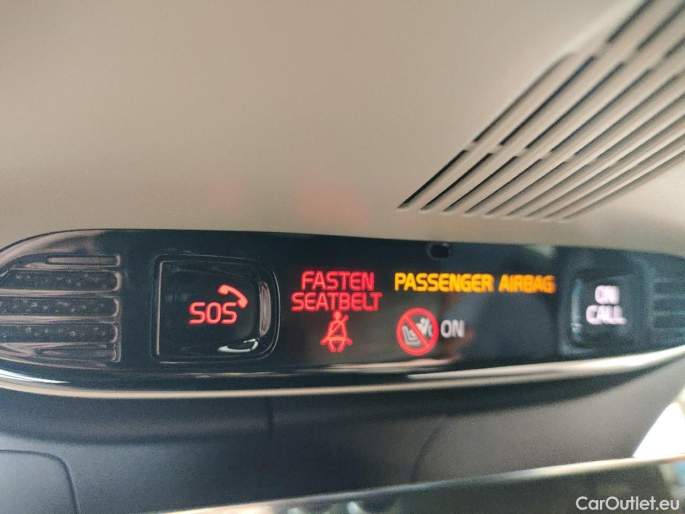 SOS
FASTEN
SEATBELT
PASSENGER AIRBAG
ON
ON
CALL
CarOutlet.eu